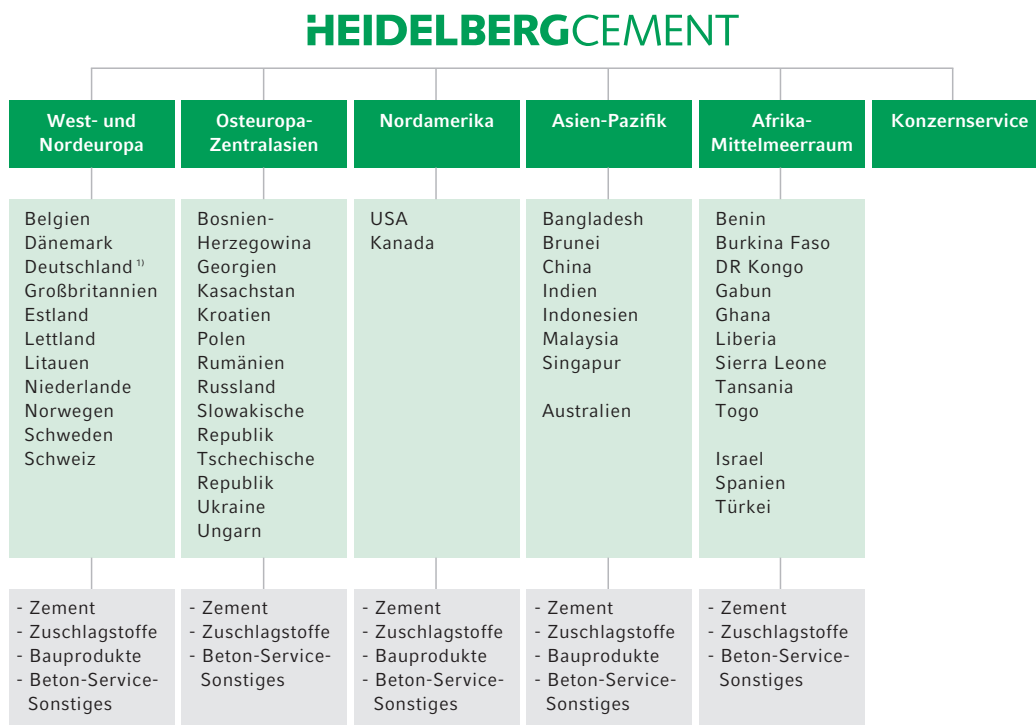 HEIDELBERGCEMENT
West- und
Nordeuropa
Osteuropa-
Zentralasien
Nordamerika
Asien-Pazifik
Afrika-
Mittelmeerraum
Konzernservice
Belgien
Dänemark
Deutschland 1)
Großbritannien
Estland
Lettland
Litauen
Niederlande
Norwegen
Schweden
Schweiz
Bosnien-
Herzegowina
Georgien
Kasachstan
Kroatien
Polen
Rumänien
Russland
Slowakische
Republik
Tschechische
Republik
Ukraine
Ungarn
USA
Kanada
Bangladesh
Brunei
China
Indien
Indonesien
Malaysia
Singapur
Australien
Benin
Burkina Faso
DR Kongo
Gabun
Ghana
Liberia
Sierra Leone
Tansania
Togo
Israel
Spanien
Türkei
- Zement
- Zuschlagstoffe
- Bauprodukte
- Beton-Service-
Sonstiges
- Zement
- Zuschlagstoffe
- Beton-Service-
Sonstiges
- Zement
- Zuschlagstoffe
- Bauprodukte
- Beton-Service-
Sonstiges
- Zement
- Zuschlagstoffe
- Bauprodukte
- Beton-Service-
Sonstiges
- Zement
- Zuschlagstoffe
- Beton-Service-
Sonstiges